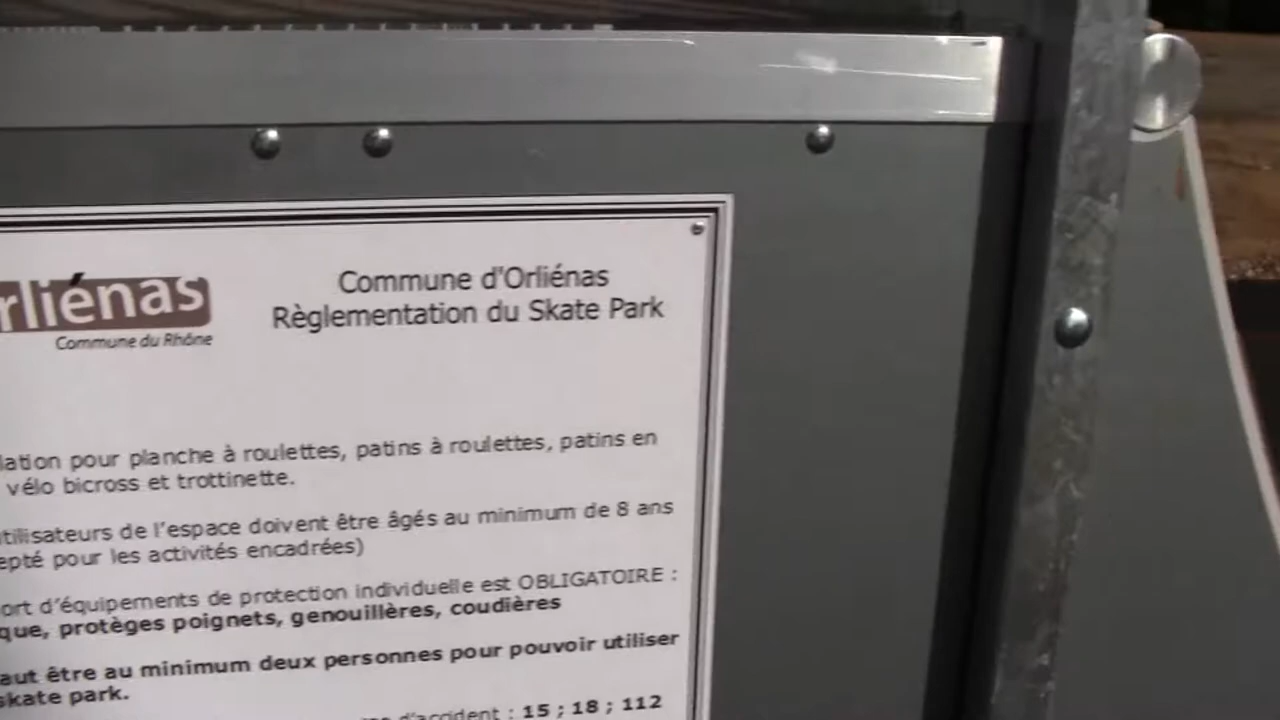 rliénas
Commune du Rhône
Commune d'Orliénas
Règlementation du Skate Park
lation pour planche à roulettes, patins à roulettes, patins en
vélo bicross et trottinette.
tilisateurs de l'espace doivent être âgés au minimum de 8 ans
epté pour les activités encadrées)
ort d'équipements de protection individuelle est OBLIGATOIRE :
que, protèges poignets, genouillères, coudières
aut être au minimum deux personnes pour pouvoir utiliser
skate park.
d'accident : 15 ; 18 ; 112